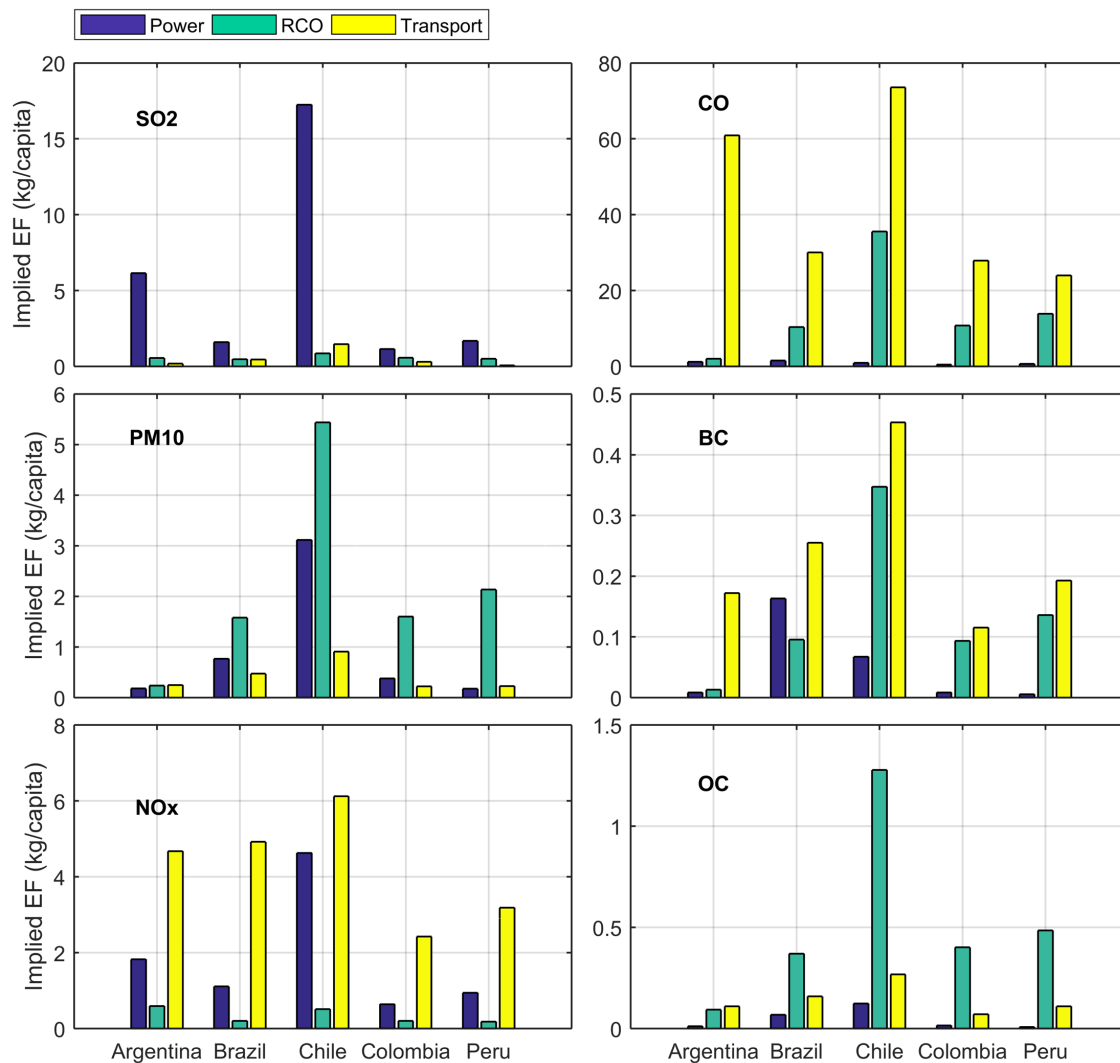 Power RCO Transport
20
15
10
5
0
Implied EF (kg/capita)
SO2
80
60
40
20
0
CO
6
5
4
3
2
1
0
Implied EF (kg/capita)
PM10
0.5
0.4
0.3
0.2
0.1
0
BC
8
6
4
2
0
Implied EF (kg/capita)
NOx
Argentina Brazil Chile Colombia Peru
1.5
1
0.5
0
OC
Argentina Brazil Chile Colombia Peru